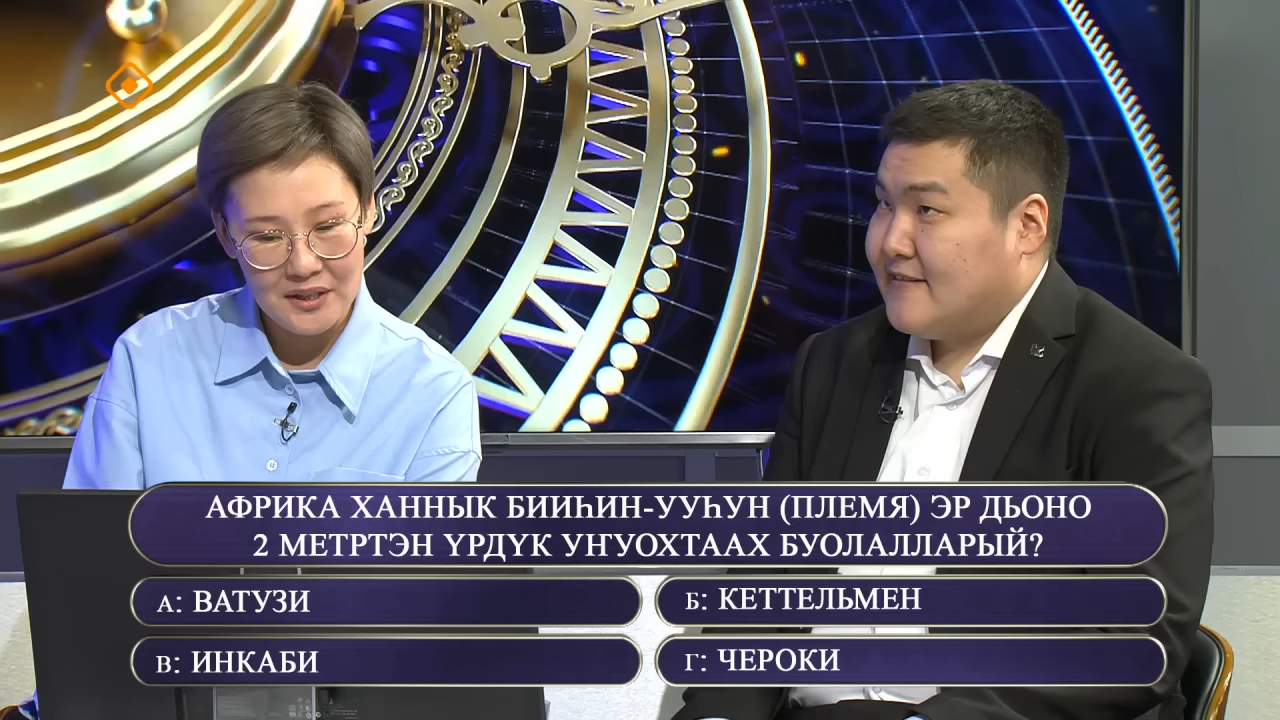 АФРИКА ХАННЫК БИИҺИН-УУҺУН (ПЛЕМЯ) ЭР ДЬОНО
2 МЕТРТЭН ҮРДҮК УҤУОХТААХ БУОЛАЛЛАРЫЙ?
А: ВАТУЗИ
Б: КЕТТЕЛЬМЕН
В: ИНКАБИ
Г: ЧЕРОКИ